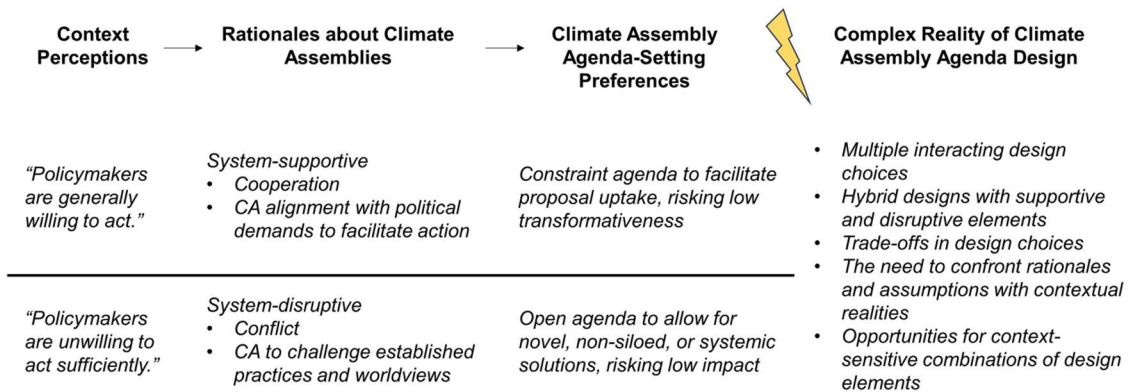 Context
Perceptions
Rationales about Climate
Assemblies
Climate Assembly
Agenda-Setting
Preferences
Complex Reality of Climate
Assembly Agenda Design
“Policymakers
are generally
willing to act.”
System-supportive
• Cooperation
• CA alignment with political
demands to facilitate action
Constraint agenda to facilitate
proposal uptake, risking low
transformativeness
“Policymakers
are unwilling to
act sufficiently.”
System-disruptive
• Conflict
• CA to challenge established
practices and worldviews
Open agenda to allow for
novel, non-siloed, or systemic
solutions, risking low impact
• Multiple interacting design
choices
• Hybrid designs with supportive
and disruptive elements
• Trade-offs in design choices
• The need to confront rationales
and assumptions with contextual
realities
• Opportunities for context-
sensitive combinations of design
elements